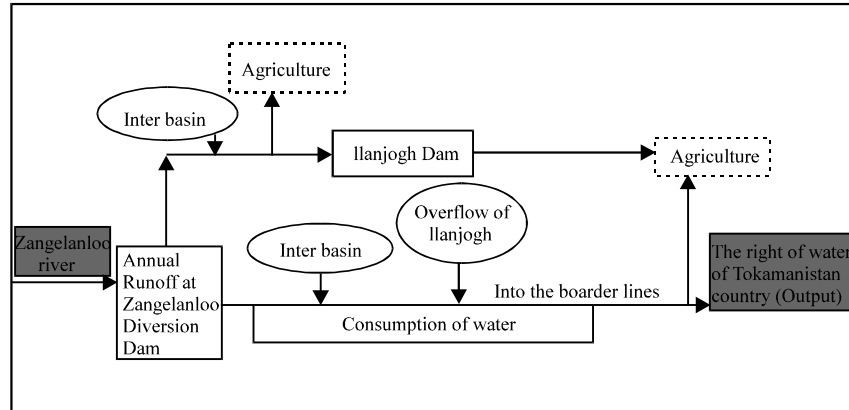 Agriculture
Inter basin
llanjogh Dam
Agriculture
Zangelanloo
river
Annual
Runoff at
Zangelanloo
Diversion
Dam
Inter basin
Overflow of
llanjogh
Into the boarder lines
Consumption of water
The right of water
of Tokamanistan
country (Output)